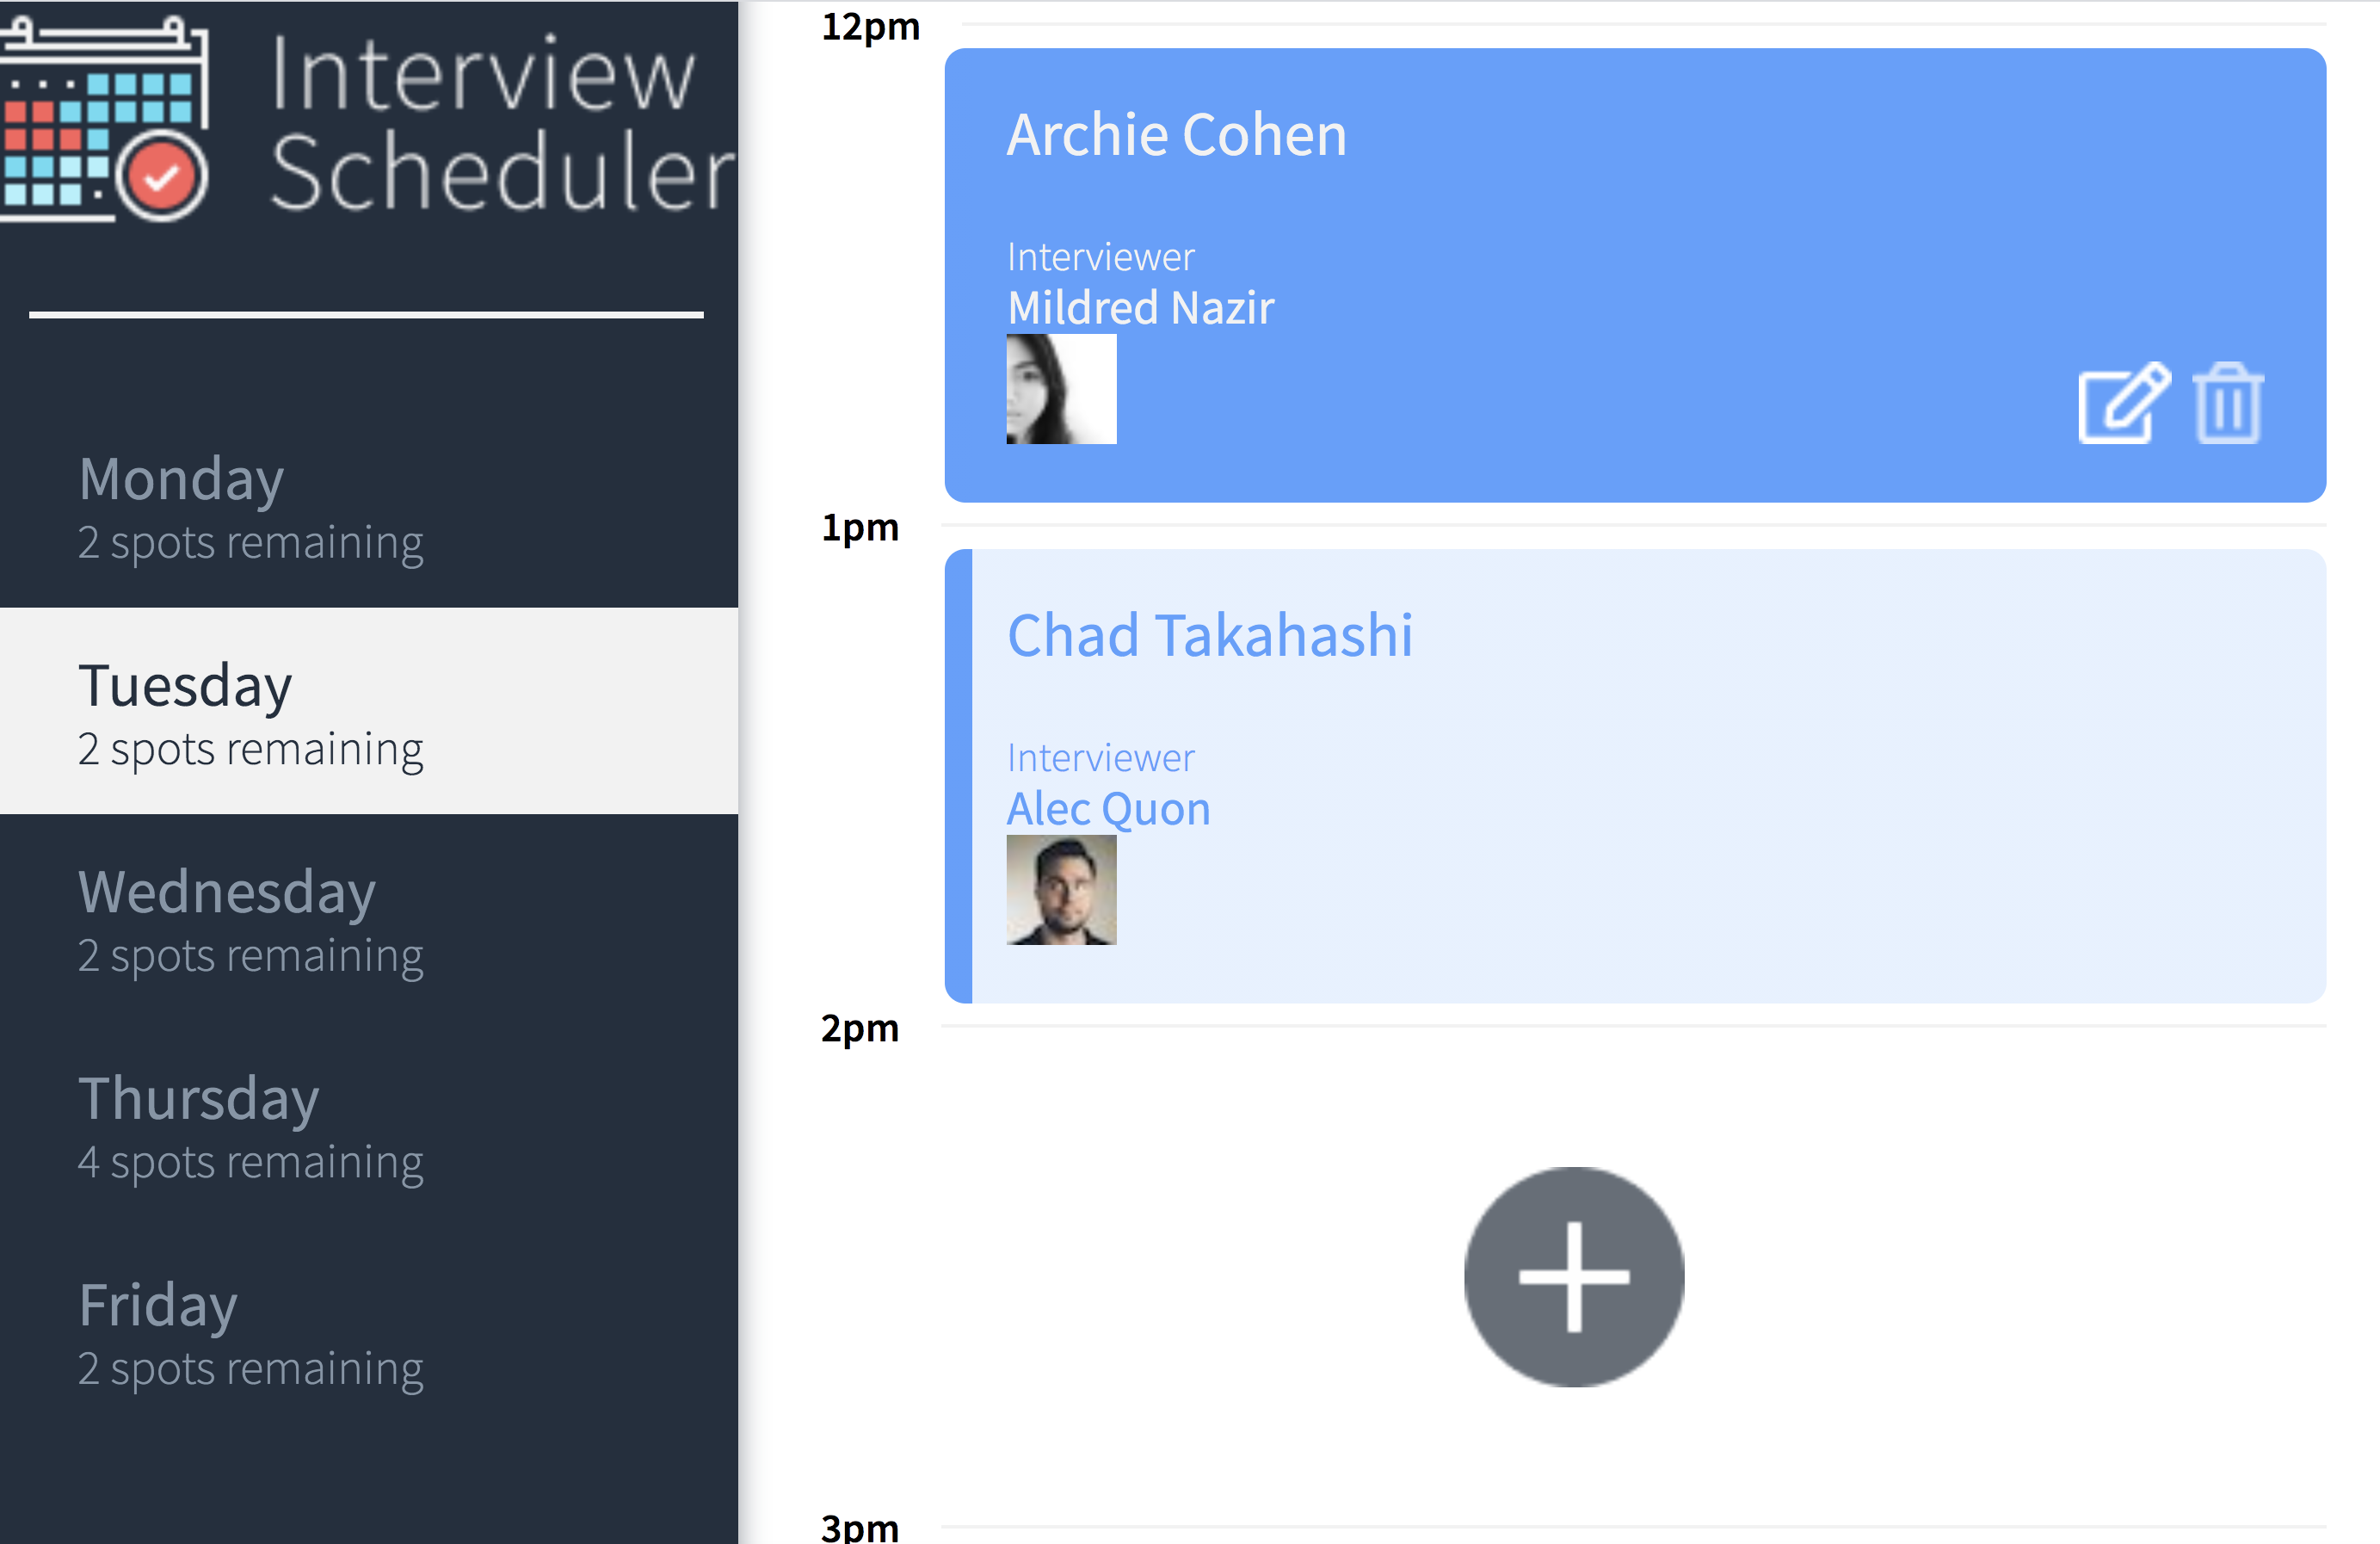 Interview
Scheduler
Monday
2 spots remaining
Tuesday
2 spots remaining
Wednesday
2 spots remaining
Thursday
4 spots remaining
Friday
2 spots remaining
12pm
Archie Cohen
Interviewer
Mildred Nazir
1pm
Chad Takahashi
Interviewer
Alec Quon
2pm
3pm